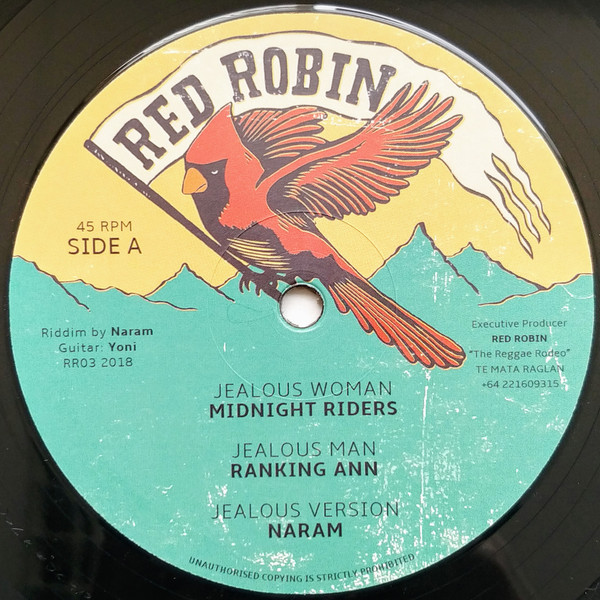 RED ROBIN
45 RPM
SIDE A
Riddim by Naram
Guitar: Yoni
RR03 2018
Executive Producer
RED ROBIN
"The Reggae Rodeo"
TE MATA RAGLAN
+64 221609315
JEALOUS WOMAN
MIDNIGHT RIDERS
JEALOUS MAN
RANKING ANN
JEALOUS VERSION
NARAM
UNAUTHORISED COPYING IS STRICTLY PROHIBITED